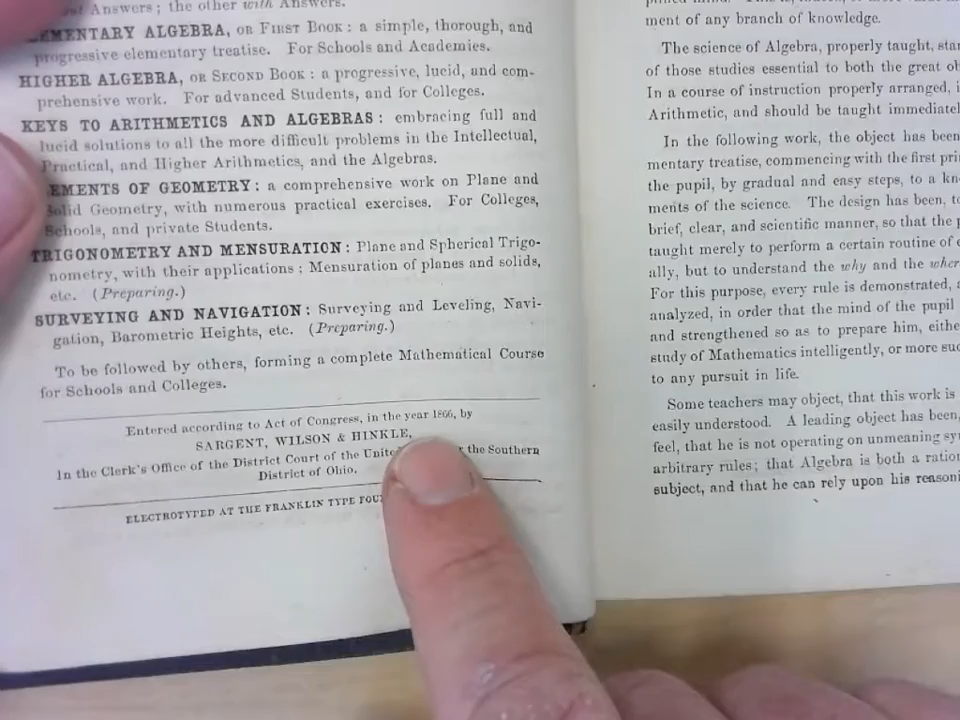 Answers; the other with Answers.
EMENTARY ALGEBRA, OR FIRST BOOK: a simple, thorough, and
progressive elementary treatise. For Schools and Academies.
HIGHER ALGEBRA, OR SECOND BOOK: a progressive, lucid, and com-
prehensive work. For advanced Students, and for Colleges.
KEYS TO ARITHMETICS AND ALGEBRAS: embracing full and
lucid solutions to all the more difficult problems in the Intellectual,
Practical, and Higher Arithmetics, and the Algebras.
EMENTS OF GEOMETRY: a comprehensive work on Plane and
Solid Geometry, with numerous practical exercises. For Colleges,
Schools, and private Students.
TRIGONOMETRY AND MENSURATION: Plane and Spherical Trigo-
nometry, with their applications; Mensuration of planes and solids,
etc. (Preparing.)
SURVEYING AND NAVIGATION: Surveying and Leveling, Navi-
gation, Barometric Heights, etc. (Preparing.)
To be followed by others, forming a complete Mathematical Course
for Schools and Colleges.
Entered according to Act of Congress, in the year 1866, by
SARGENT, WILSON & HINKLE,
In the Clerk's Office of the District Court of the Unite the Southern
District of Ohio.
ELECTROTYPED AT THE FRANKLIN TYPE FOU
ment of any branch of knowledge.
The science of Algebra, properly taught, stan
of those studies essential to both the great ob
In a course of instruction properly arranged, i
Arithmetic, and should be taught immediatel
In the following work, the object has been
mentary treatise, commencing with the first pri
the pupil, by gradual and easy steps, to a kn
ments of the science. The design has been, t
brief, clear, and scientific manner, so that the p
taught merely to perform a certain routine of e
ally, but to understand the why and the wher
For this purpose, every rule is demonstrated, a
analyzed, in order that the mind of the pupil
and strengthened so as to prepare him, eithe
study of Mathematics intelligently, or more suc
to any pursuit in life.
Some teachers may object, that this work is
easily understood. A leading object has been,
feel, that he is not operating on unmeaning sy
arbitrary rules; that Algebra is both a ration
subject, and that he can rely upon his reasoni